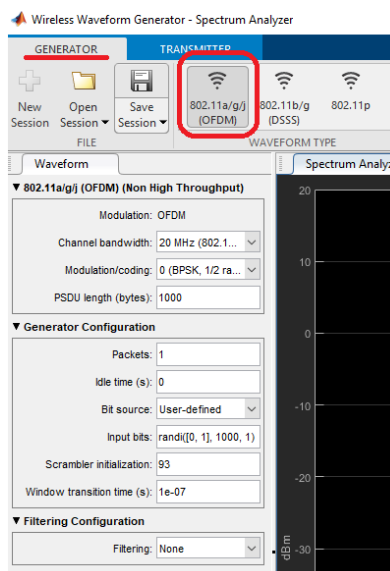 Wireless Waveform Generator - Spectrum Analyzer
GENERATOR TRANSMITTER
New Session
Open Session
Save Session
802.11a/g/j (OFDM)
802.11b/g (DSSS)
802.11p
FILE
WAVEFORM TYPE
Waveform
Spectrum Analyz
802.11a/g/j (OFDM) (Non High Throughput)
Modulation: OFDM
Channel bandwidth: 20 MHz (802.1...
Modulation/coding: 0 (BPSK, 1/2 ra...
PSDU length (bytes): 1000
Generator Configuration
Packets: 1
Idle time (s): 0
Bit source: User-defined
Input bits: randi([0, 1], 1000, 1)
Scrambler initialization: 93
Window transition time (s): 1e-07
Filtering Configuration
Filtering: None
20
10
0
-10
-20
-30
dBm